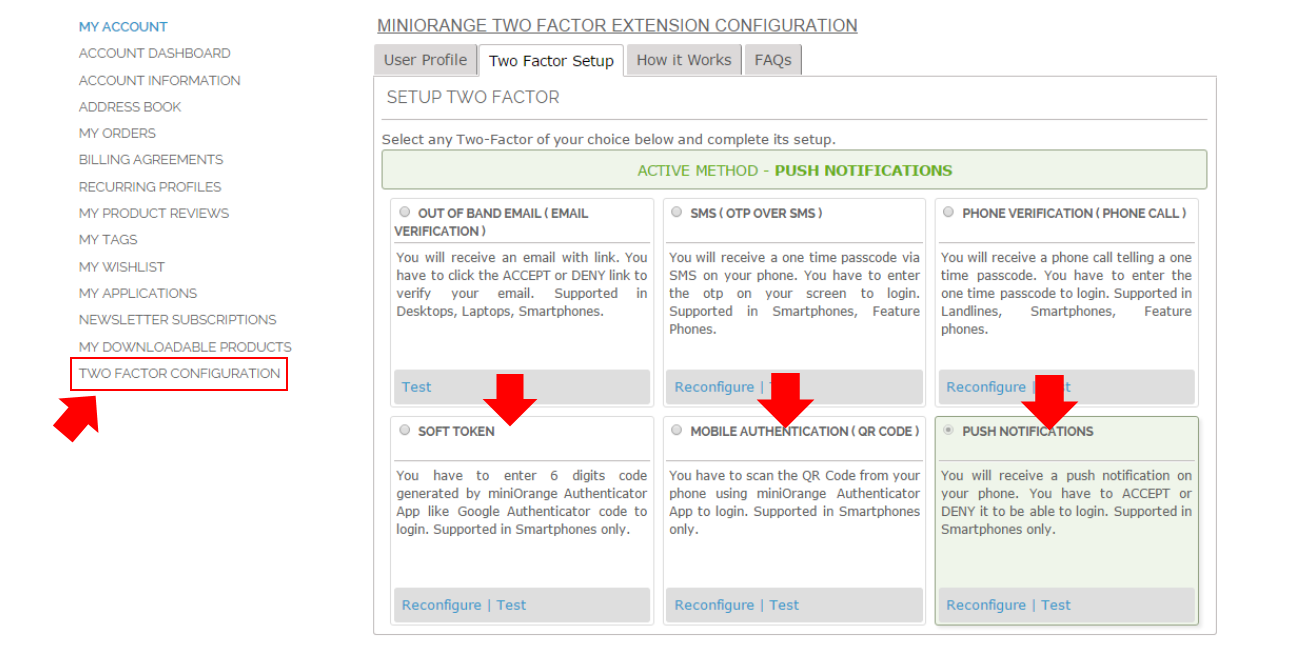 MY ACCOUNT
ACCOUNT DASHBOARD
ACCOUNT INFORMATION
ADDRESS BOOK
MY ORDERS
BILLING AGREEMENTS
RECURRING PROFILES
MY PRODUCT REVIEWS
MY TAGS
MY WISHLIST
MY APPLICATIONS
NEWSLETTER SUBSCRIPTIONS
MY DOWNLOADABLE PRODUCTS
TWO FACTOR CONFIGURATION
MINIORANGE TWO FACTOR EXTENSION CONFIGURATION
User Profile Two Factor Setup How it Works FAQs
SETUP TWO FACTOR
Select any Two-Factor of your choice below and complete its setup.
ACTIVE METHOD - PUSH NOTIFICATIONS
OUT OF BAND EMAIL ( EMAIL
VERIFICATION )
You will receive an email with link. You
have to click the ACCEPT or DENY link to
verify your email. Supported in
Desktops, Laptops, Smartphones.
Test
SMS ( OTP OVER SMS )
You will receive a one time passcode via
SMS on your phone. You have to enter
the otp on your screen to login.
Supported in Smartphones, Feature
Phones.
Reconfigure |
PHONE VERIFICATION ( PHONE CALL )
You will receive a phone call telling a one
time passcode. You have to enter the
one time passcode to login. Supported in
Landlines, Smartphones, Feature
phones.
Reconfigure |
SOFT TOKEN
You have to enter 6 digits code
generated by miniOrange Authenticator
App like Google Authenticator code to
login. Supported in Smartphones only.
Reconfigure | Test
MOBILE AUTHENTICATION ( QR CODE )
You have to scan the QR Code from your
phone using miniOrange Authenticator
App to login. Supported in Smartphones
only.
Reconfigure | Test
PUSH NOTIFICATIONS
You will receive a push notification on
your phone. You have to ACCEPT or
DENY it to be able to login. Supported in
Smartphones only.
Reconfigure | Test